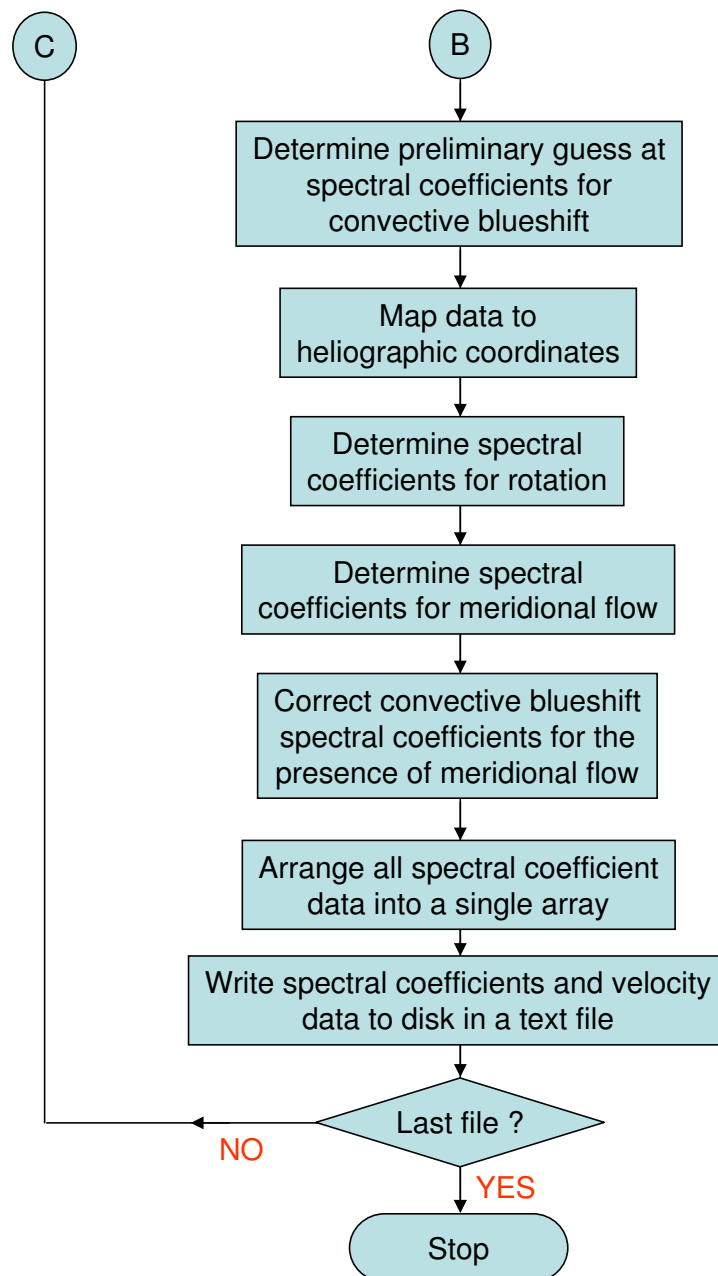 C
B
Determine preliminary guess at
spectral coefficients for
convective blueshift
Map data to
heliographic coordinates
Determine spectral
coefficients for rotation
Determine spectral
coefficients for meridional flow
Correct convective blueshift
spectral coefficients for the
presence of meridional flow
Arrange all spectral coefficient
data into a single array
Write spectral coefficients and velocity
data to disk in a text file
Last file ?
NO
YES
Stop